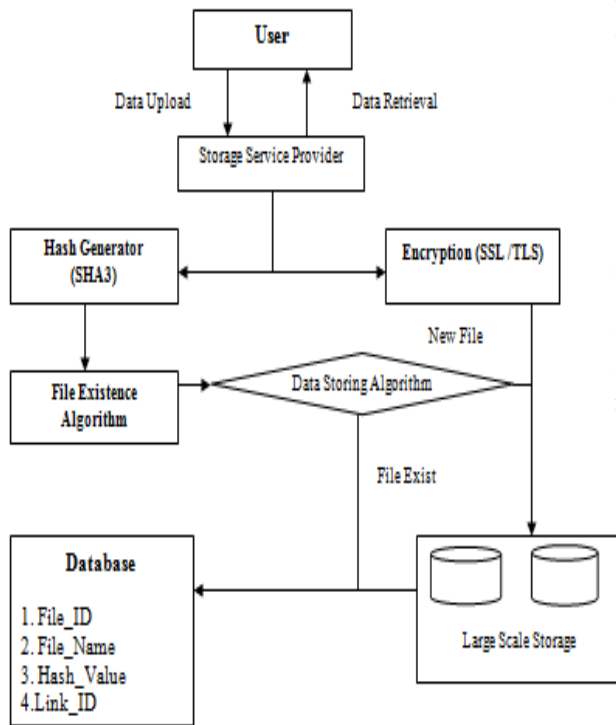 User
Data Upload
Data Retrieval
Storage Service Provider
Hash Generator
(SHA3)
Encryption (SSL /TLS)
New File
File Existence
Algorithm
Data Storing Algorithm
File Exist
Database
1. File_ID
2. File_Name
3. Hash_Value
4.Link_ID
Large Scale Storage